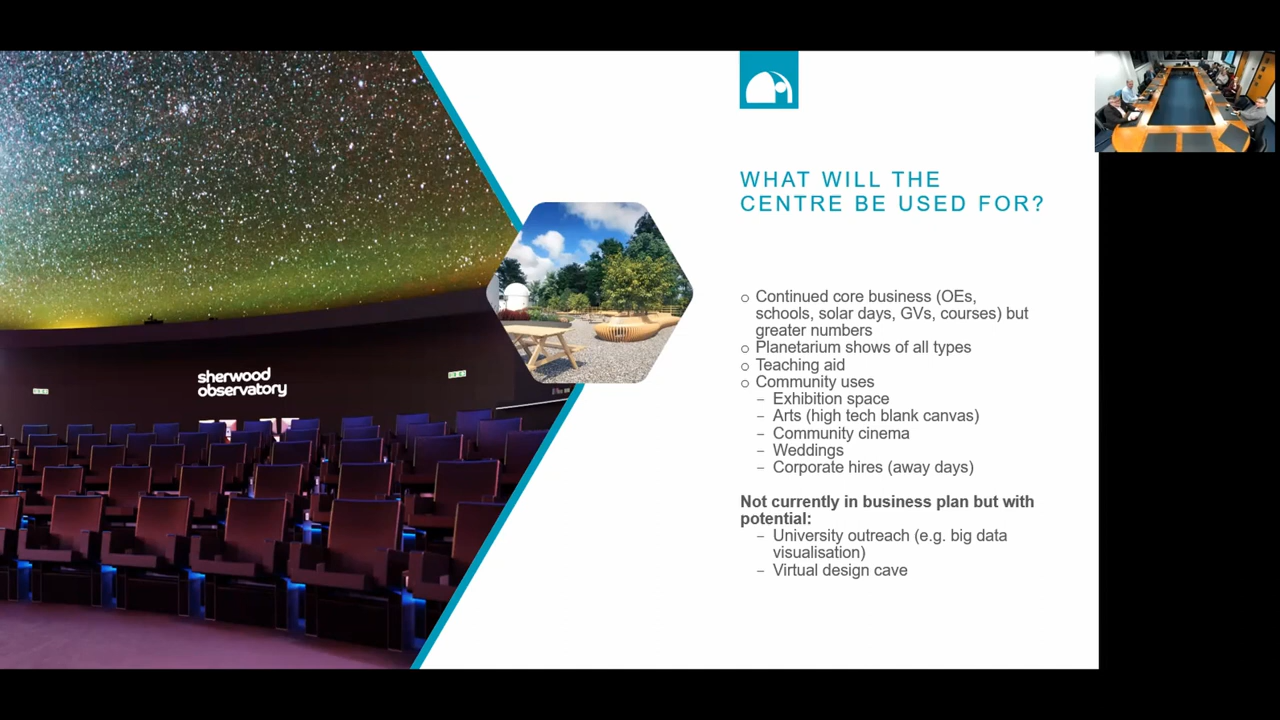 sherwood
observatory
WHAT WILL THE
CENTRE BE USED FOR?
o Continued core business (OEs,
schools, solar days, GVs, courses) but
greater numbers
o Planetarium shows of all types
o Teaching aid
o Community uses
– Exhibition space
– Arts (high tech blank canvas)
– Community cinema
– Weddings
– Corporate hires (away days)
Not currently in business plan but with
potential:
– University outreach (e.g. big data
visualisation)
– Virtual design cave